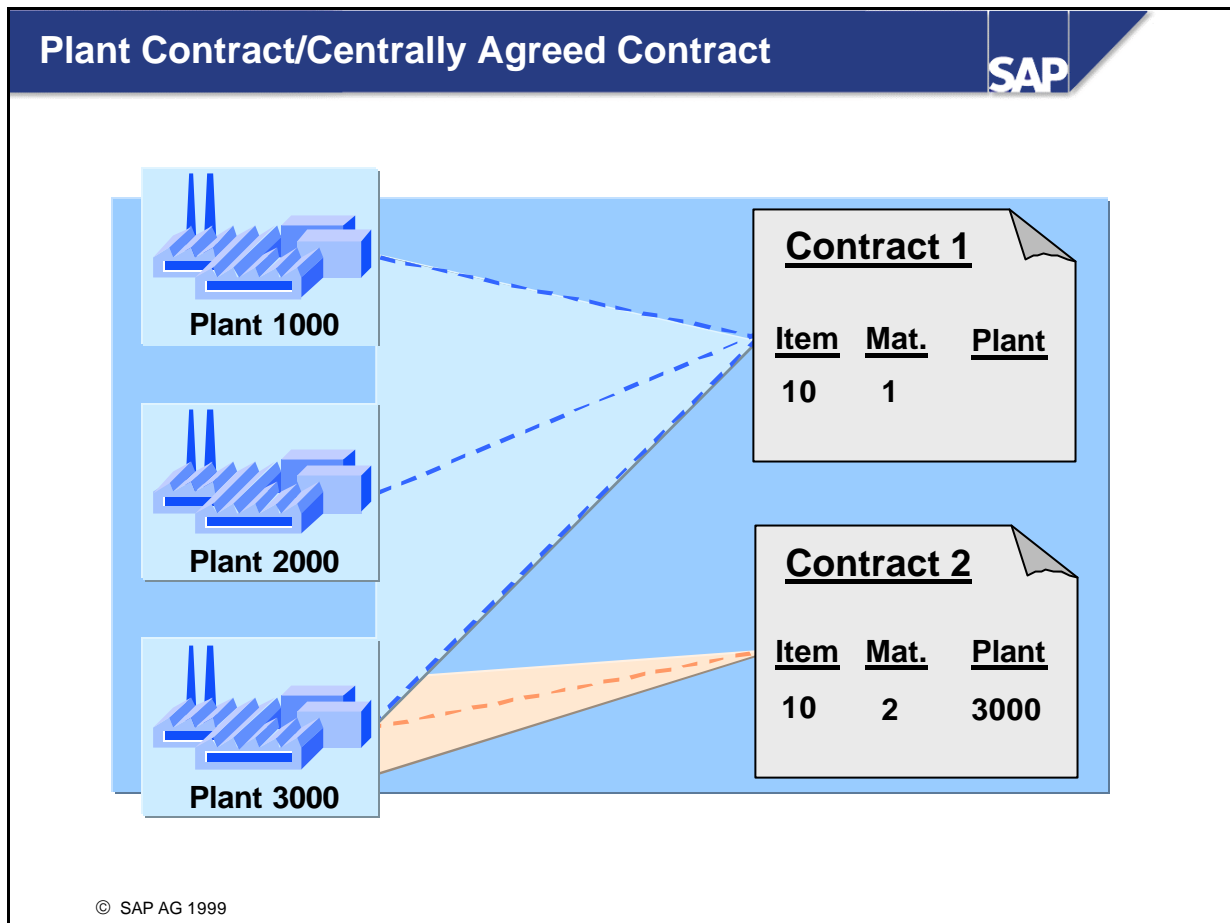 Plant Contract/Centrally Agreed Contract
SAP
Plant 1000
Plant 2000
Plant 3000
Contract 1
Item Mat. Plant
10 1
Contract 2
Item Mat. Plant
10 2 3000
© SAP AG 1999